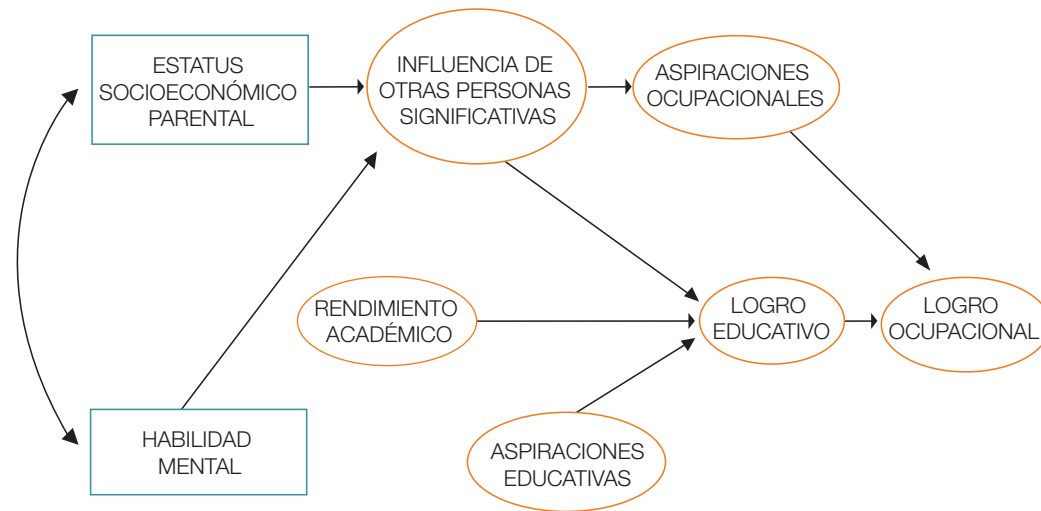 ESTATUS
SOCIOECONÓMICO
PARENTAL
INFLUENCIA DE
OTRAS PERSONAS
SIGNIFICATIVAS
ASPIRACIONES
OCUPACIONALES
RENDIMIENTO
ACADÉMICO
LOGRO
EDUCATIVO
LOGRO
OCUPACIONAL
HABILIDAD
MENTAL
ASPIRACIONES
EDUCATIVAS